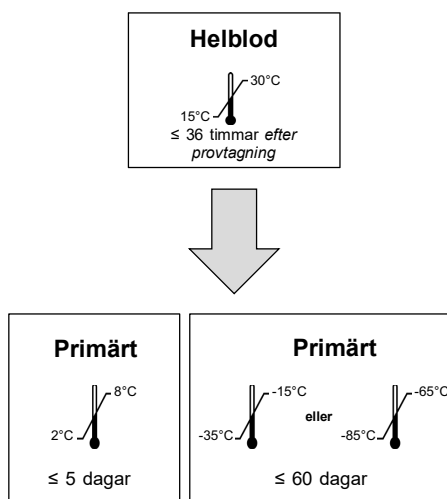 Helblod
30°C
15°C
≤ 36 timmar efter
provtagning
Primärt
8°C
2°C
≤ 5 dagar
Primärt
-15°C
-35°C
eller
-65°C
-85°C
≤ 60 dagar